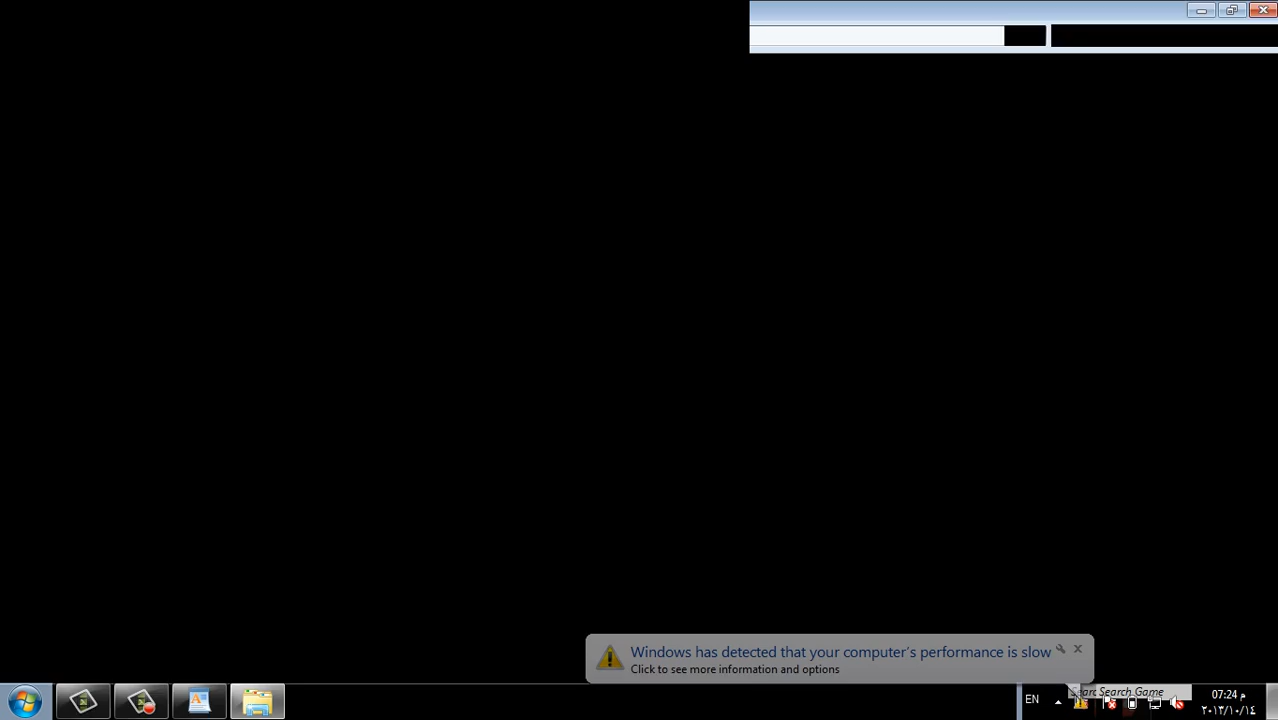 Windows has detected that your computer's performance is slow
Click to see more information and options
EN
Search Game
07:24 م
٢٠١٣/١٠/١٤